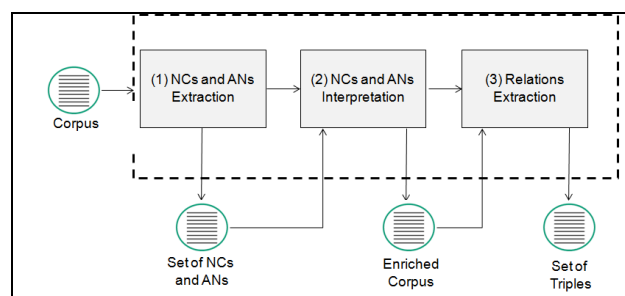 (1) NCs and ANs
Extraction
(2) NCs and ANs
Interpretation
(3) Relations
Extraction
Corpus
Set of NCs
and ANs
Enriched
Corpus
Set of
Triples